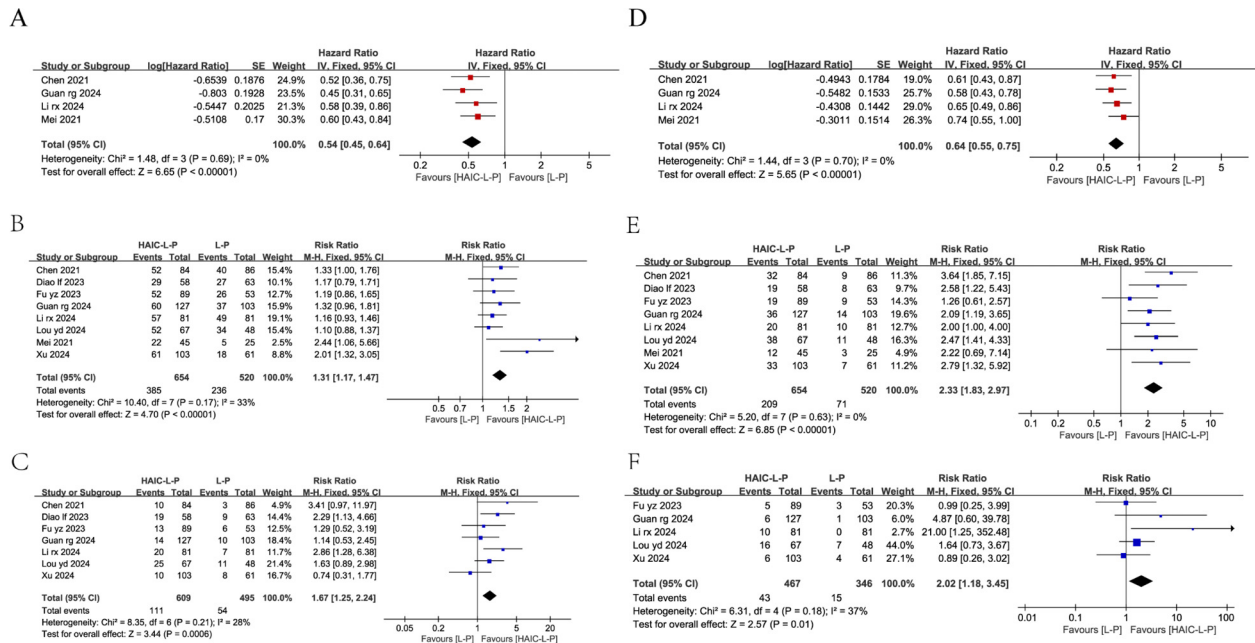 A
Hazard Ratio Hazard Ratio
Study or Subgroup log[Hazard Ratio] SE Weight IV, Fixed, 95% CI IV, Fixed, 95% CI
Chen 2021 -0.6539 0.1876 24.9% 0.52 [0.36, 0.75]
Guan rg 2024 -0.803 0.1928 23.5% 0.45 [0.31, 0.65]
Li rx 2024 -0.5447 0.2025 21.3% 0.58 [0.39, 0.86]
Mei 2021 -0.5108 0.17 30.3% 0.60 [0.43, 0.84]
Total (95% CI) 100.0% 0.54 [0.45, 0.64]
Heterogeneity: Chi² = 1.48, df = 3 (P = 0.69); I² = 0%
Test for overall effect: Z = 6.65 (P < 0.00001)
0.2 0.5 1 2 5
Favours [HAIC-L-P] Favours [L-P]
B
HAIC-L-P L-P Risk Ratio Risk Ratio
Study or Subgroup Events Total Events Total Weight M-H, Fixed, 95% CI M-H, Fixed, 95% CI
Chen 2021 52 84 40 86 15.4% 1.33 [1.00, 1.76]
Diao lf 2023 29 58 27 63 10.1% 1.17 [0.79, 1.71]
Fu yz 2023 52 89 26 53 12.7% 1.19 [0.86, 1.65]
Guan rg 2024 60 127 37 103 15.9% 1.32 [0.96, 1.81]
Li rx 2024 57 81 49 81 19.1% 1.16 [0.93, 1.46]
Lou yd 2024 52 67 34 48 15.5% 1.10 [0.88, 1.37]
Mei 2021 22 45 5 25 2.5% 2.44 [1.06, 5.66]
Xu 2024 61 103 18 61 8.8% 2.01 [1.32, 3.05]
Total (95% CI) 654 520 100.0% 1.31 [1.17, 1.47]
Total events 385 236
Heterogeneity: Chi² = 10.40, df = 7 (P = 0.17); I² = 33%
Test for overall effect: Z = 4.70 (P < 0.00001)
0.5 0.7 1 1.5 2
Favours [L-P] Favours [HAIC-L-P]
C
HAIC-L-P L-P Risk Ratio Risk Ratio
Study or Subgroup Events Total Events Total Weight M-H, Fixed, 95% CI M-H, Fixed, 95% CI
Chen 2021 10 84 3 86 4.9% 3.41 [0.97, 11.97]
Diao lf 2023 19 58 9 63 14.4% 2.29 [1.13, 4.66]
Fu yz 2023 13 89 6 53 12.5% 1.29 [0.52, 3.19]
Guan rg 2024 14 127 10 103 18.4% 1.14 [0.53, 2.45]
Li rx 2024 20 81 7 81 11.7% 2.86 [1.28, 6.38]
Lou yd 2024 25 67 11 48 21.4% 1.63 [0.89, 2.98]
Xu 2024 10 103 8 61 16.7% 0.74 [0.31, 1.77]
Total (95% CI) 609 495 100.0% 1.67 [1.25, 2.24]
Total events 111 54
Heterogeneity: Chi² = 8.35, df = 6 (P = 0.21); I² = 28%
Test for overall effect: Z = 3.44 (P = 0.0006)
0.05 0.2 1 5 20
Favours [L-P] Favours [HAIC-L-P]
D
Hazard Ratio Hazard Ratio
Study or Subgroup log[Hazard Ratio] SE Weight IV, Fixed, 95% CI IV, Fixed, 95% CI
Chen 2021 -0.4943 0.1784 19.0% 0.61 [0.43, 0.87]
Guan rg 2024 -0.5482 0.1533 25.7% 0.58 [0.43, 0.78]
Li rx 2024 -0.4308 0.1442 29.1% 0.65 [0.49, 0.86]
Mei 2021 -0.3011 0.1514 26.3% 0.74 [0.55, 1.00]
Total (95% CI) 100.0% 0.64 [0.55, 0.75]
Heterogeneity: Chi² = 1.44, df = 3 (P = 0.70); I² = 0%
Test for overall effect: Z = 5.65 (P < 0.00001)
0.2 0.5 1 2 5
Favours [HAIC-L-P] Favours [L-P]
E
HAIC-L-P L-P Risk Ratio Risk Ratio
Study or Subgroup Events Total Events Total Weight M-H, Fixed, 95% CI M-H, Fixed, 95% CI
Chen 2021 32 84 9 86 11.3% 3.64 [1.85, 7.15]
Diao lf 2023 19 58 8 63 9.7% 2.58 [1.22, 5.43]
Fu yz 2023 19 89 9 53 14.3% 1.26 [0.61, 2.57]
Guan rg 2024 36 127 14 103 19.6% 2.09 [1.19, 3.65]
Li rx 2024 20 81 10 81 12.7% 2.00 [1.00, 4.00]
Lou yd 2024 38 67 11 48 16.3% 2.47 [1.41, 4.33]
Mei 2021 12 45 3 25 4.9% 2.22 [0.69, 7.14]
Xu 2024 33 103 7 61 11.2% 2.79 [1.32, 5.92]
Total (95% CI) 654 520 100.0% 2.33 [1.83, 2.97]
Total events 209 71
Heterogeneity: Chi² = 5.20, df = 7 (P = 0.63); I² = 0%
Test for overall effect: Z = 6.85 (P < 0.00001)
0.1 0.2 0.5 1 2 5 10
Favours [L-P] Favours [HAIC-L-P]
F
HAIC-L-P L-P Risk Ratio Risk Ratio
Study or Subgroup Events Total Events Total Weight M-H, Fixed, 95% CI M-H, Fixed, 95% CI
Fu yz 2023 5 89 3 53 20.3% 0.99 [0.25, 3.99]
Guan rg 2024 6 127 1 103 6.0% 4.87 [0.60, 39.78]
Li rx 2024 10 81 0 81 2.7% 21.00 [1.25, 352.48]
Lou yd 2024 16 67 7 48 44.0% 1.64 [0.73, 3.67]
Xu 2024 6 103 4 61 27.1% 0.89 [0.26, 3.02]
Total (95% CI) 467 346 100.0% 2.02 [1.18, 3.45]
Total events 43 15
Heterogeneity: Chi² = 6.31, df = 4 (P = 0.18); I² = 37%
Test for overall effect: Z = 2.57 (P = 0.01)
0.01 0.1 1 10 100
Favours [L-P] Favours [HAIC-L-P]